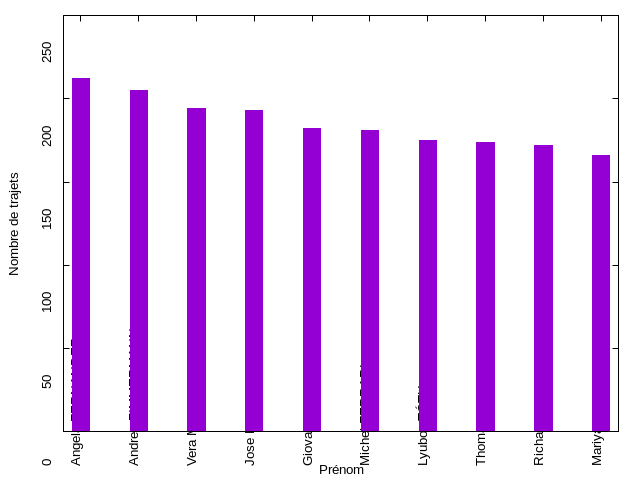 250
200
150
100
50
0
Nombre de trajets
Angel
Andre
Vera
Jose
Giova
Miche
Lyubo
Thom
Richa
Mariya
Prénom